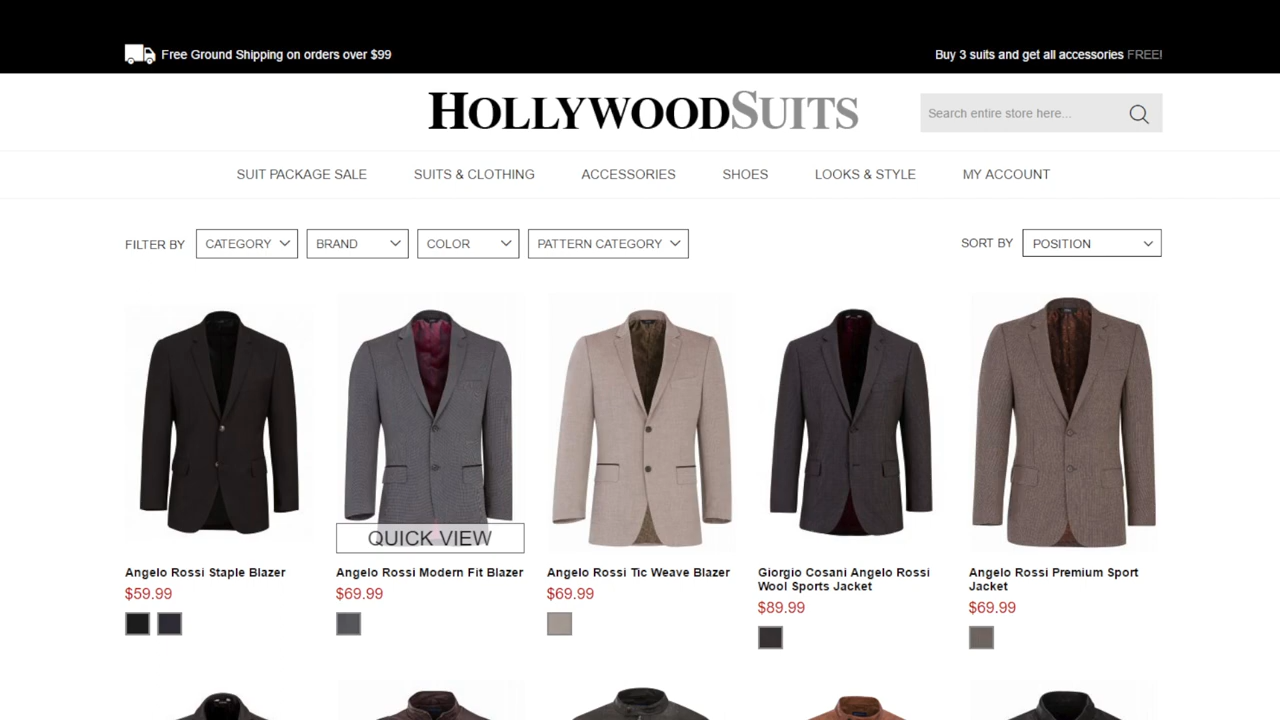 Free Ground Shipping on orders over $99
Buy 3 suits and get all accessories FREE!
HOLLYWOODSUITS
Search entire store here...
SUIT PACKAGE SALE
SUITS & CLOTHING
ACCESSORIES
SHOES
LOOKS & STYLE
MY ACCOUNT
FILTER BY
CATEGORY
BRAND
COLOR
PATTERN CATEGORY
SORT BY
POSITION
QUICK VIEW
Angelo Rossi Staple Blazer
$59.99
Angelo Rossi Modern Fit Blazer
$69.99
Angelo Rossi Tic Weave Blazer
$69.99
Giorgio Cosani Angelo Rossi
Wool Sports Jacket
$89.99
Angelo Rossi Premium Sport
Jacket
$69.99